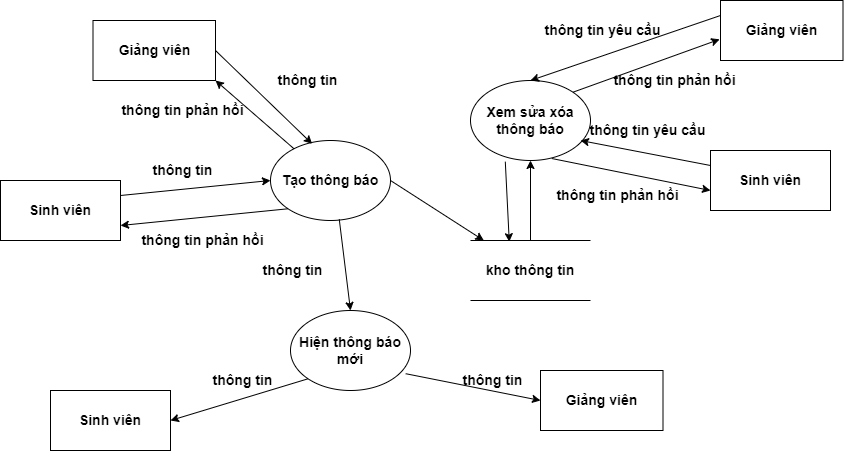 thông tin yêu cầu
Giảng viên
Giảng viên
thông tin
thông tin phản hồi
thông tin phản hồi
Xem sửa xóa
thông báo
thông tin yêu cầu
thông tin
Tạo thông báo
Sinh viên
thông tin phản hồi
Sinh viên
thông tin phản hồi
thông tin
kho thông tin
Hiện thông báo
mới
thông tin
thông tin
Giảng viên
Sinh viên